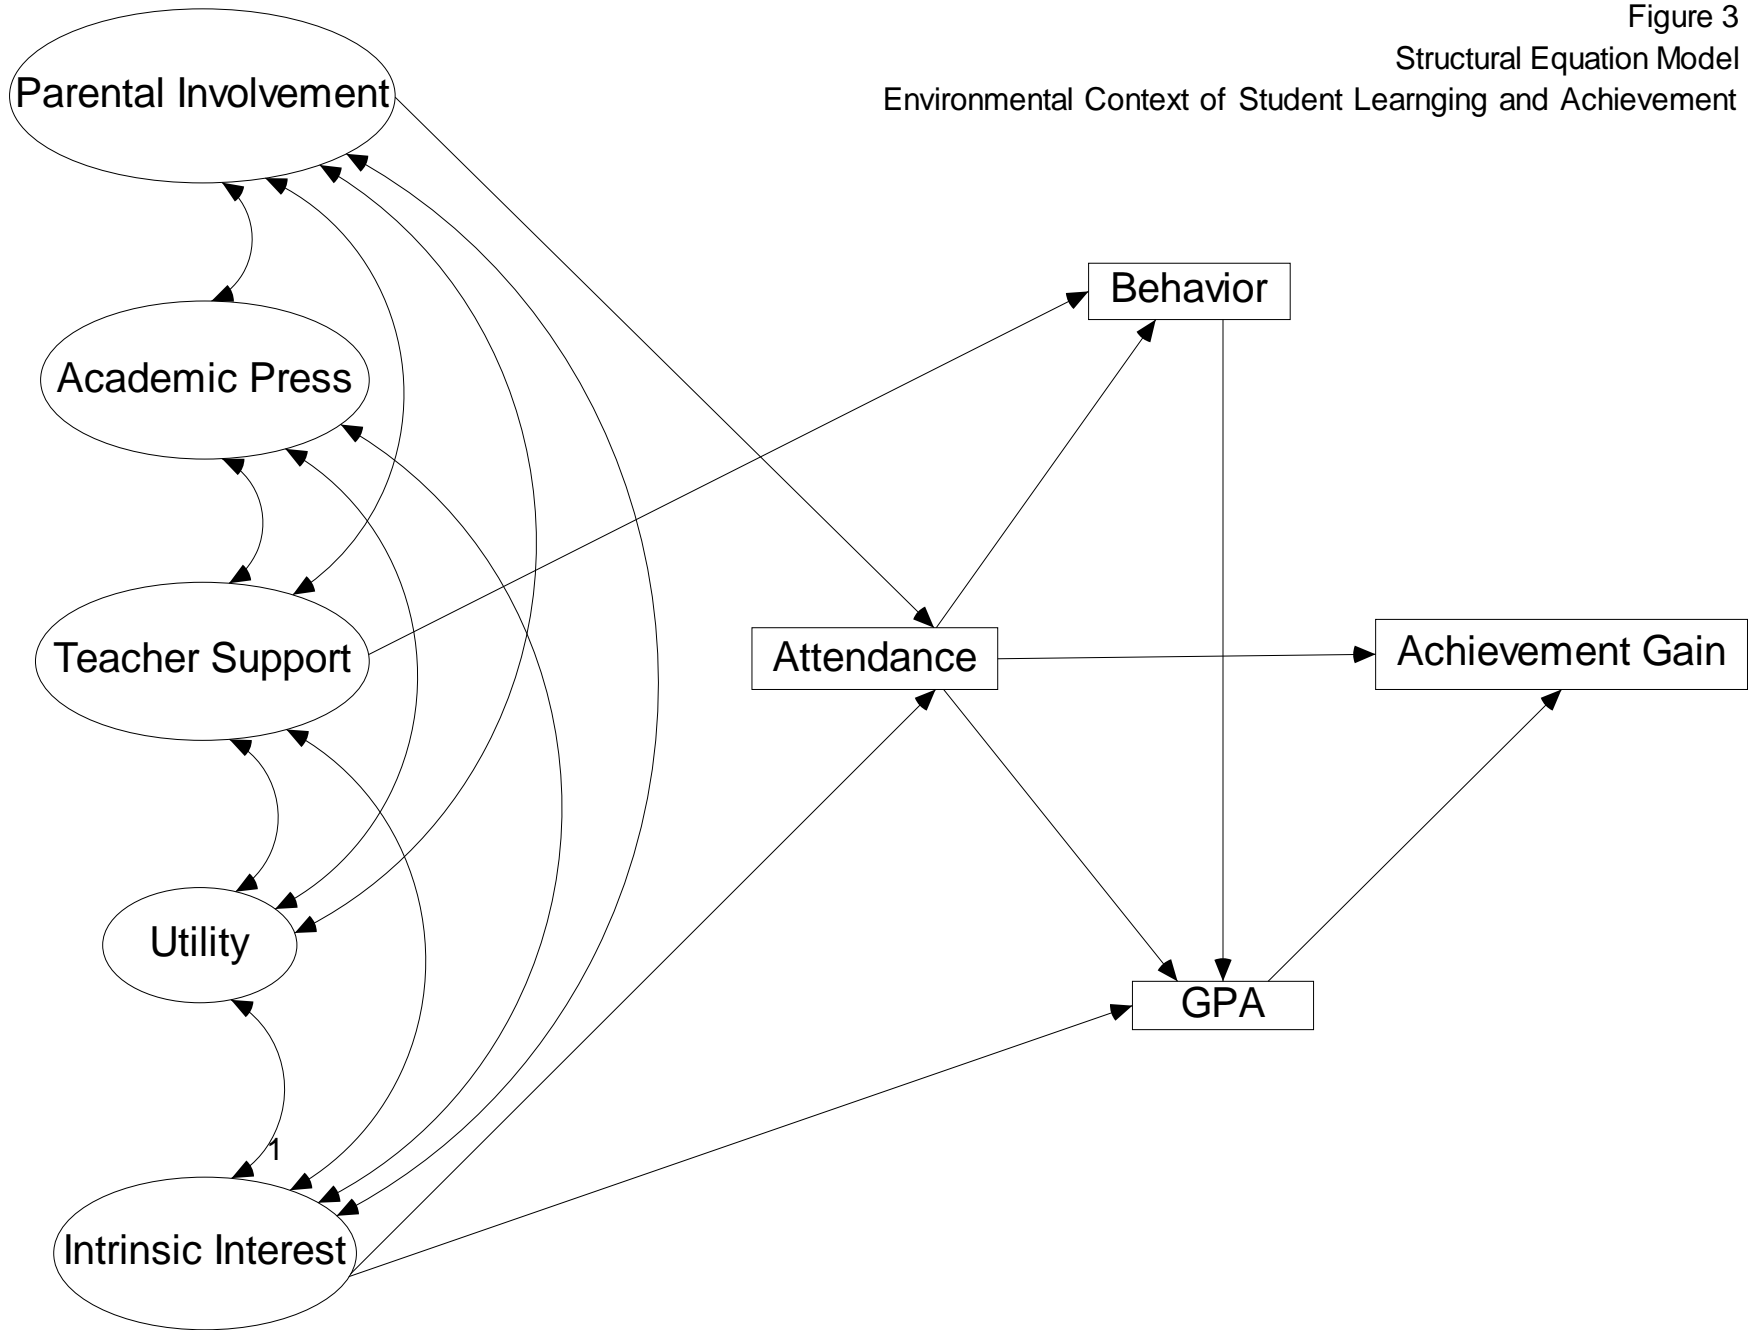 Figure 3
Structural Equation Model
Environmental Context of Student Learnging and Achievement
Parental Involvement
Academic Press
Teacher Support
Utility
1
Intrinsic Interest
Behavior
Attendance
Achievement Gain
GPA